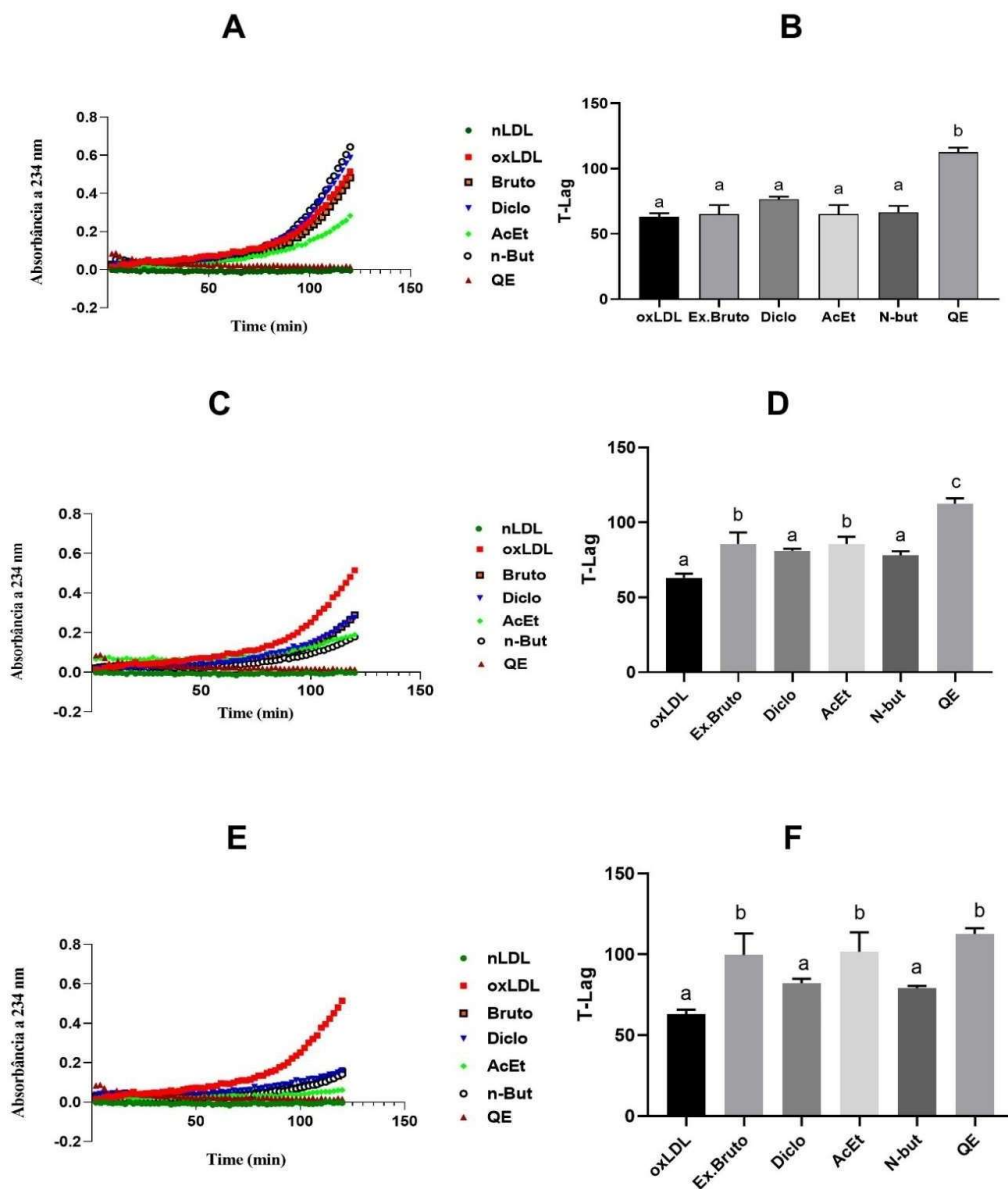 A
B
0.8
0.6
0.4
0.2
0.0
-0.2
Absorbância a 234 nm
50
100
150
Time (min)
nLDL
oxLDL
Bruto
Diclo
AcEt
n-But
QE
150
100
50
0
T-Lag
a
a
a
a
a
b
oxLDL Ex.Bruto Diclo AcEt N-but QE
C
D
0.8
0.6
0.4
0.2
0.0
-0.2
Absorbância a 234 nm
50
100
150
Time (min)
nLDL
oxLDL
Bruto
Diclo
AcEt
n-But
QE
150
100
50
0
T-Lag
a
b
a
b
a
c
oxLDL
Ex.Bruto
Diclo
AcEt
N-but
QE
E
F
0.8
0.6
0.4
0.2
0.0
-0.2
Absorbância a 234 nm
50
100
150
Time (min)
nLDL
oxLDL
Bruto
Diclo
AcEt
n-But
QE
150
100
50
0
T-Lag
a
b
a
b
a
b
oxLDL
Ex.Bruto
Diclo
AcEt
N-but
QE